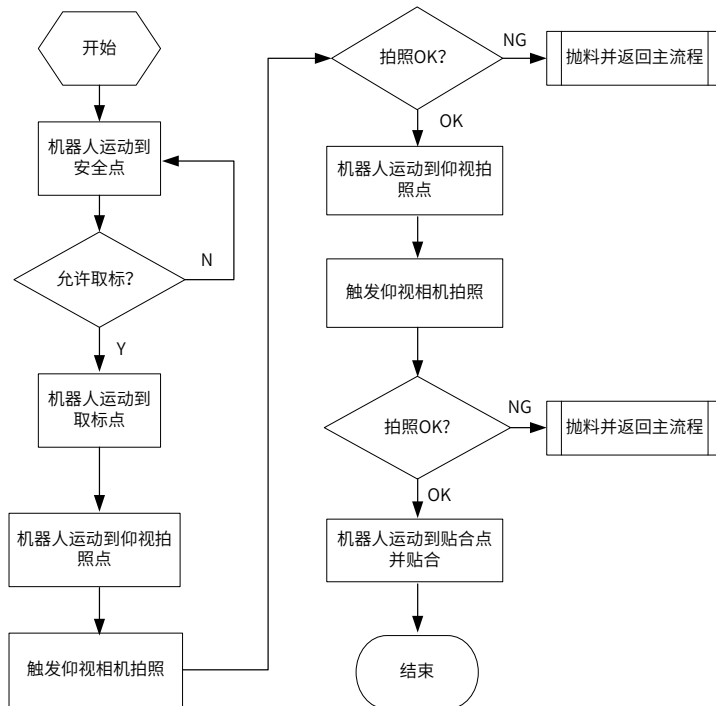 开始
机器人运动到
安全点
允许取标？
N
Y
机器人运动到
取标点
机器人运动到仰视拍
照点
触发仰视相机拍照
拍照OK？
NG
抛料并返回主流程
OK
机器人运动到仰视拍
照点
触发仰视相机拍照
拍照OK？
NG
抛料并返回主流程
OK
机器人运动到贴合点
并贴合
结束